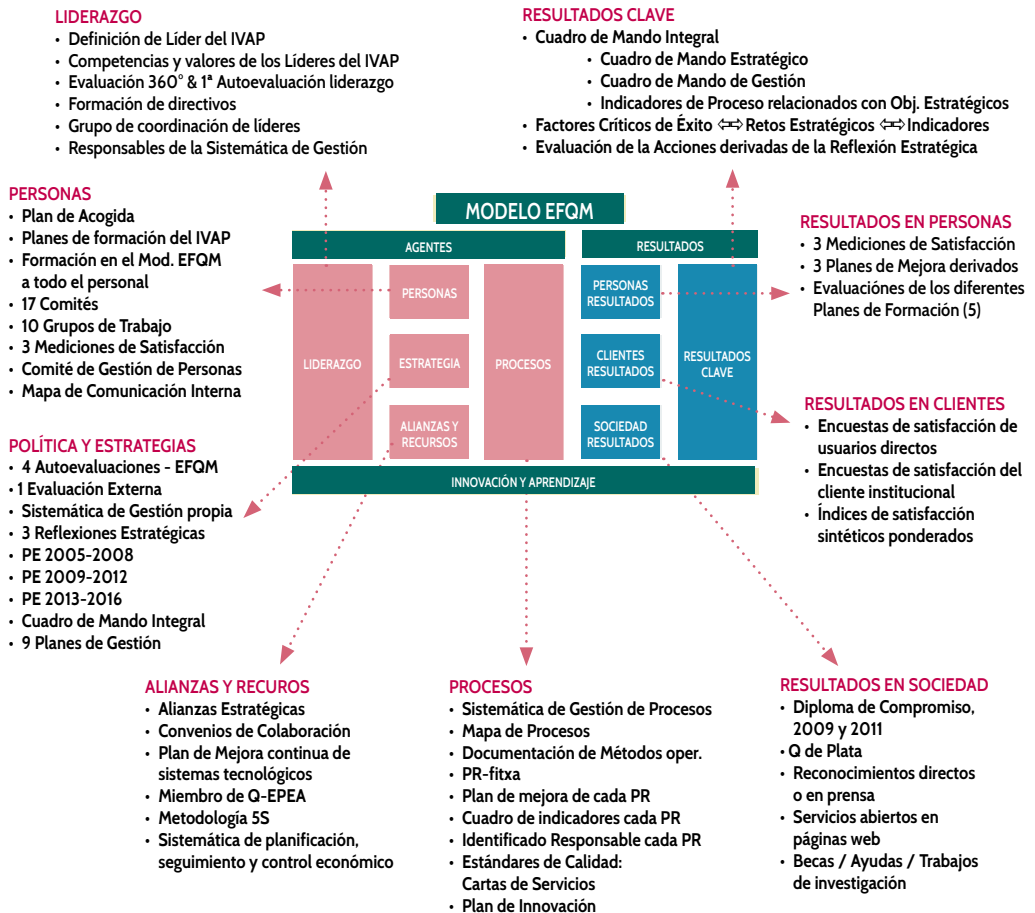 LIDERAZGO
• Definición de Líder del IVAP
• Competencias y valores de los Líderes del IVAP
• Evaluación 360° & 1ª Autoevaluación liderazgo
• Formación de directivos
• Grupo de coordinación de líderes
• Responsables de la Sistemática de Gestión
RESULTADOS CLAVE
• Cuadro de Mando Integral
• Cuadro de Mando Estratégico
• Cuadro de Mando de Gestión
• Indicadores de Proceso relacionados con Obj. Estratégicos
• Factores Críticos de Éxito ⇔ Retos Estratégicos ⇔ Indicadores
• Evaluación de la Acciones derivadas de la Reflexión Estratégica
PERSONAS
• Plan de Acogida
• Planes de formación del IVAP
• Formación en el Mod. EFQM
a todo el personal
• 17 Comités
• 10 Grupos de Trabajo
• 3 Mediciones de Satisfacción
• Comité de Gestión de Personas
• Mapa de Comunicación Interna
MODELO EFQM
AGENTES
RESULTADOS
LIDERAZGO
PERSONAS
ESTRATEGIA
ALIANZAS Y
RECURSOS
PROCESOS
PERSONAS
RESULTADOS
CLIENTES
RESULTADOS
SOCIEDAD
RESULTADOS
RESULTADOS
CLAVE
INNOVACIÓN Y APRENDIZAJE
RESULTADOS EN PERSONAS
• 3 Mediciones de Satisfacción
• 3 Planes de Mejora derivados
• Evaluaciónes de los diferentes
Planes de Formación (5)
RESULTADOS EN CLIENTES
• Encuestas de satisfacción de
usuarios directos
• Encuestas de satisfacción del
cliente institucional
• Índices de satisfacción
sintéticos ponderados
POLÍTICA Y ESTRATEGIAS
• 4 Autoevaluaciones - EFQM
• 1 Evaluación Externa
• Sistemática de Gestión propia
• 3 Reflexiones Estratégicas
• PE 2005-2008
• PE 2009-2012
• PE 2013-2016
• Cuadro de Mando Integral
• 9 Planes de Gestión
ALIANZAS Y RECUROS
• Alianzas Estratégicas
• Convenios de Colaboración
• Plan de Mejora continua de
sistemas tecnológicos
• Miembro de Q-EPEA
• Metodología 5S
• Sistemática de planificación,
seguimiento y control económico
PROCESOS
• Sistemática de Gestión de Procesos
• Mapa de Procesos
• Documentación de Métodos oper.
• PR-fitxa
• Plan de mejora de cada PR
• Cuadro de indicadores cada PR
• Identificado Responsable cada PR
• Estándares de Calidad:
Cartas de Servicios
• Plan de Innovación
RESULTADOS EN SOCIEDAD
• Diploma de Compromiso,
2009 y 2011
• Q de Plata
• Reconocimientos directos
o en prensa
• Servicios abiertos en
páginas web
• Becas / Ayudas / Trabajos
de investigación